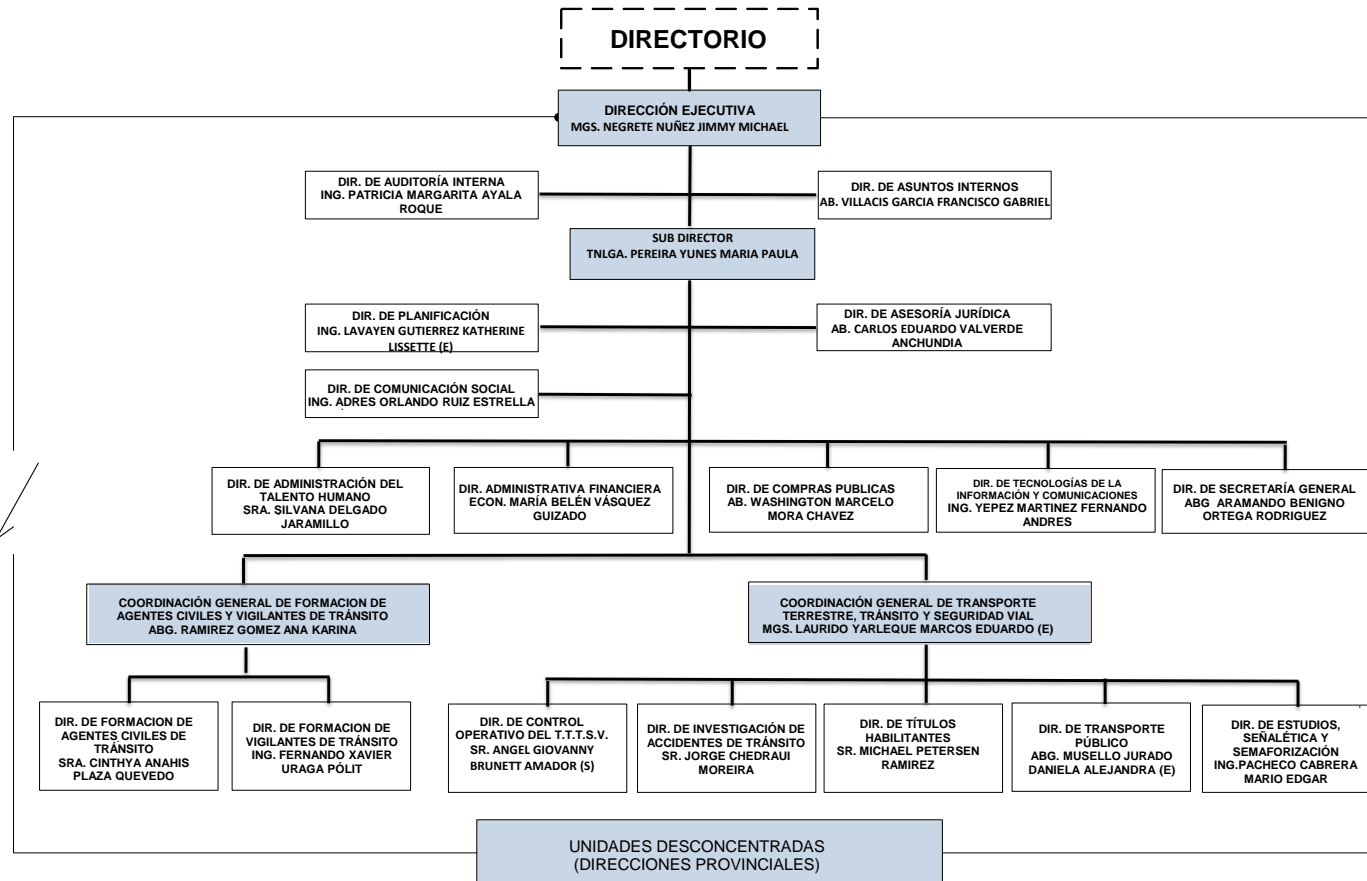 DIRECTORIO
DIRECCIÓN EJECUTIVA
MGS. NEGRETE NUÑEZ JIMMY MICHAEL
DIR. DE AUDITORÍA INTERNA
ING. PATRICIA MARGARITA AYALA
ROQUE
DIR. DE ASUNTOS INTERNOS
AB. VILLACIS GARCIA FRANCISCO GABRIEL
SUB DIRECTOR
TNLGA. PEREIRA YUNES MARIA PAULA
DIR. DE PLANIFICACIÓN
ING. LAVAYEN GUTIERREZ KATHERINE
LISSETTE (E)
DIR. DE ASESORÍA JURÍDICA
AB. CARLOS EDUARDO VALVERDE
ANCHUNDIA
DIR. DE COMUNICACIÓN SOCIAL
ING. ADRES ORLANDO RUIZ ESTRELLA
DIR. DE ADMINISTRACIÓN DEL
TALENTO HUMANO
SRA. SILVANA DELGADO
JARAMILLO
DIR. ADMINISTRATIVA FINANCIERA
ECON. MARÍA BELÉN VÁSQUEZ
GUIZADO
DIR. DE COMPRAS PUBLICAS
AB. WASHINGTON MARCELO
MORA CHAVEZ
DIR. DE TECNOLOGÍAS DE LA
INFORMACIÓN Y COMUNICACIONES
ING. YEPEZ MARTINEZ FERNANDO
ANDRES
DIR. DE SECRETARÍA GENERAL
ABG ARAMANDO BENIGNO
ORTEGA RODRIGUEZ
COORDINACIÓN GENERAL DE FORMACION DE
AGENTES CIVILES Y VIGILANTES DE TRÁNSITO
ABG. RAMIREZ GOMEZ ANA KARINA
COORDINACIÓN GENERAL DE TRANSPORTE
TERRESTRE, TRÁNSITO Y SEGURIDAD VIAL
MGS. LAURIDO YARLEQUE MARCOS EDUARDO (E)
DIR. DE FORMACION DE
AGENTES CIVILES DE
TRÁNSITO
SRA. CINTHYA ANAHIS
PLAZA QUEVEDO
DIR. DE FORMACION DE
VIGILANTES DE TRÁNSITO
ING. FERNANDO XAVIER
URAGA PÓLIT
DIR. DE CONTROL
OPERATIVO DEL T.T.T.S.V.
SR. ANGEL GIOVANNY
BRUNETT AMADOR (S)
DIR. DE INVESTIGACIÓN DE
ACCIDENTES DE TRÁNSITO
SR. JORGE CHEDRAUI
MOREIRA
DIR. DE TÍTULOS
HABILITANTES
SR. MICHAEL PETERSEN
RAMIREZ
DIR. DE TRANSPORTE
PÚBLICO
ABG. MUSELLO JURADO
DANIELA ALEJANDRA (E)
DIR. DE ESTUDIOS,
SEÑALÉTICA Y
SEMAFORIZACIÓN
ING.PACHECO CABRERA
MARIO EDGAR
UNIDADES DESCONCENTRADAS
(DIRECCIONES PROVINCIALES)